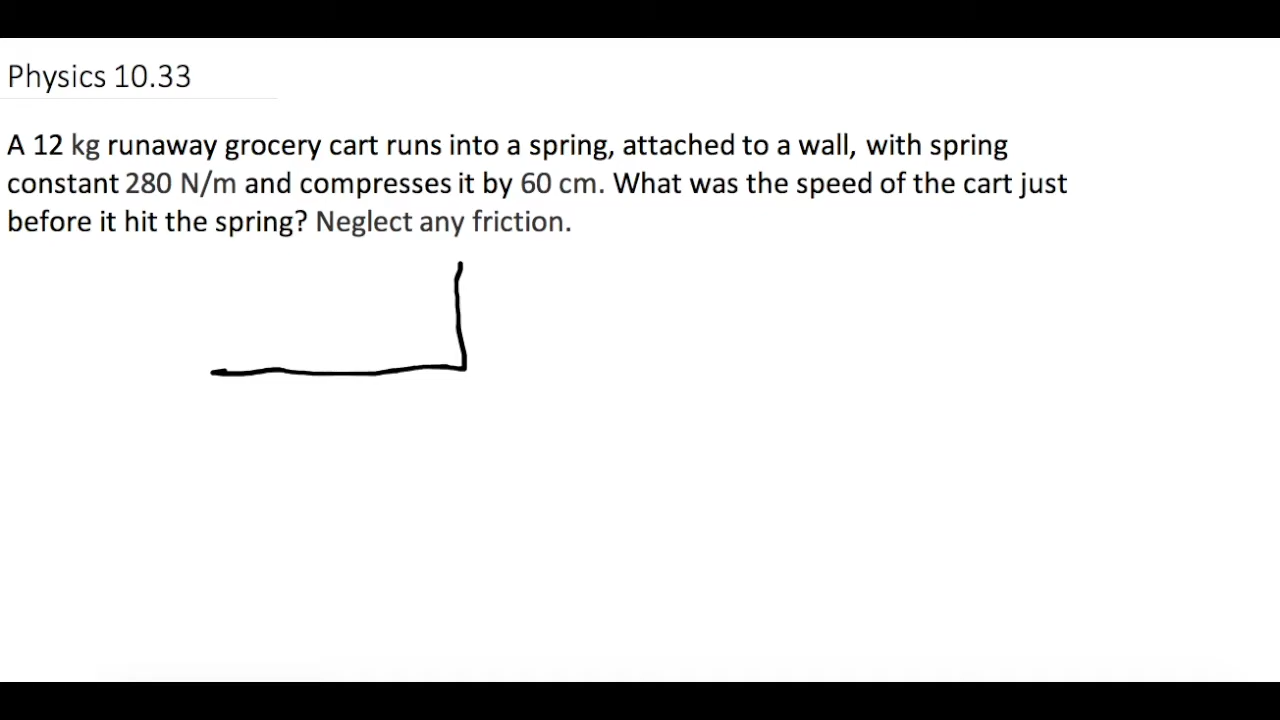 Physics 10.33
A 12 kg runaway grocery cart runs into a spring, attached to a wall, with spring
constant 280 N/m and compresses it by 60 cm. What was the speed of the cart just
before it hit the spring? Neglect any friction.